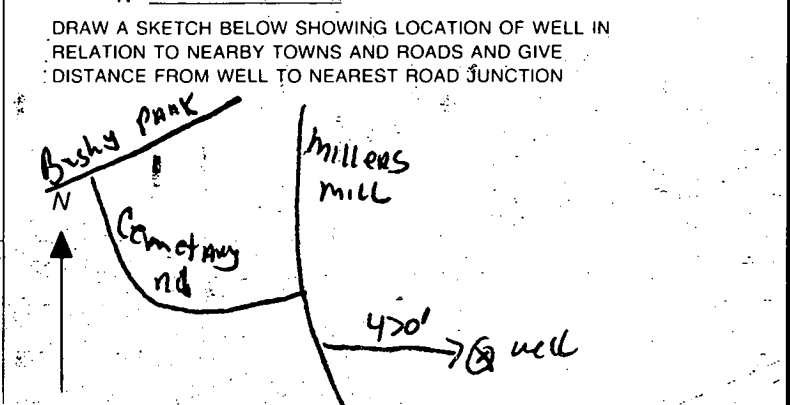 N
DRAW A SKETCH BELOW SHOWING LOCATION OF WELL IN
RELATION TO NEARBY TOWNS AND ROADS AND GIVE
DISTANCE FROM WELL TO NEAREST ROAD JUNCTION
Bushy PARK
Millers
Mill
N
Cemetary
rd
420'
well